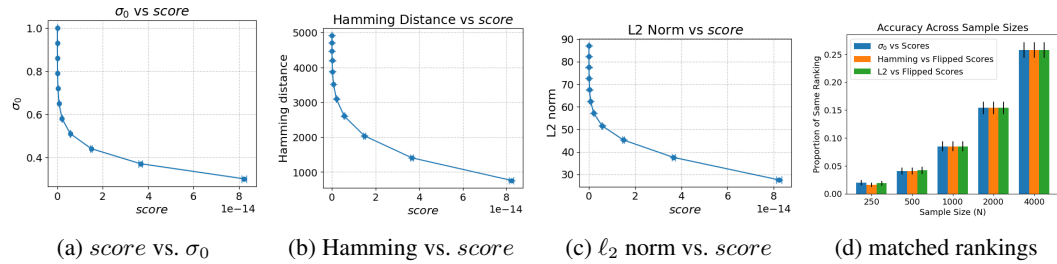 σ₀ vs score
1.0
0.8
0.6
0.4
σ₀
0 2 4 6 8
1e−14
score
(a) score vs. σ₀
Hamming Distance vs score
5000
4000
3000
2000
1000
Hamming distance
0 2 4 6 8
1e−14
score
(b) Hamming vs. score
L2 Norm vs score
90
80
70
60
50
40
30
L2 norm
0 2 4 6 8
1e−14
score
(c) ℓ₂ norm vs. score
Accuracy Across Sample Sizes
σ₀ vs Scores
Hamming vs Flipped Scores
L2 vs Flipped Scores
0.25
0.20
0.15
0.10
0.05
0.00
Proportion of Same Ranking
250 500 1000 2000 4000
Sample Size (N)
(d) matched rankings